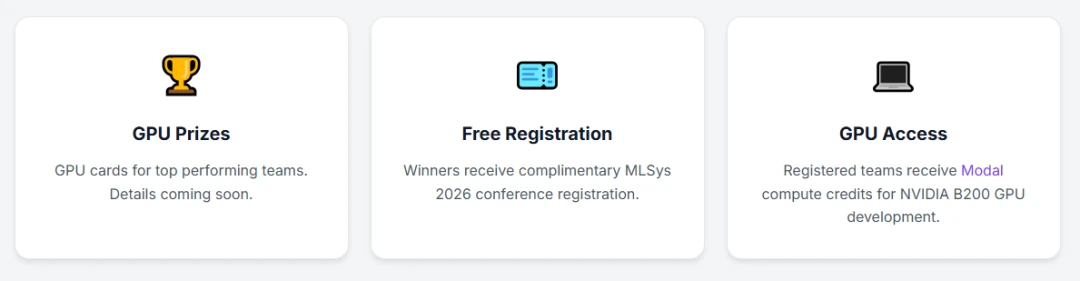 GPU Prizes
GPU cards for top performing teams.
Details coming soon.
Free Registration
Winners receive complimentary MLSys
2026 conference registration.
GPU Access
Registered teams receive Modal
compute credits for NVIDIA B200 GPU
development.